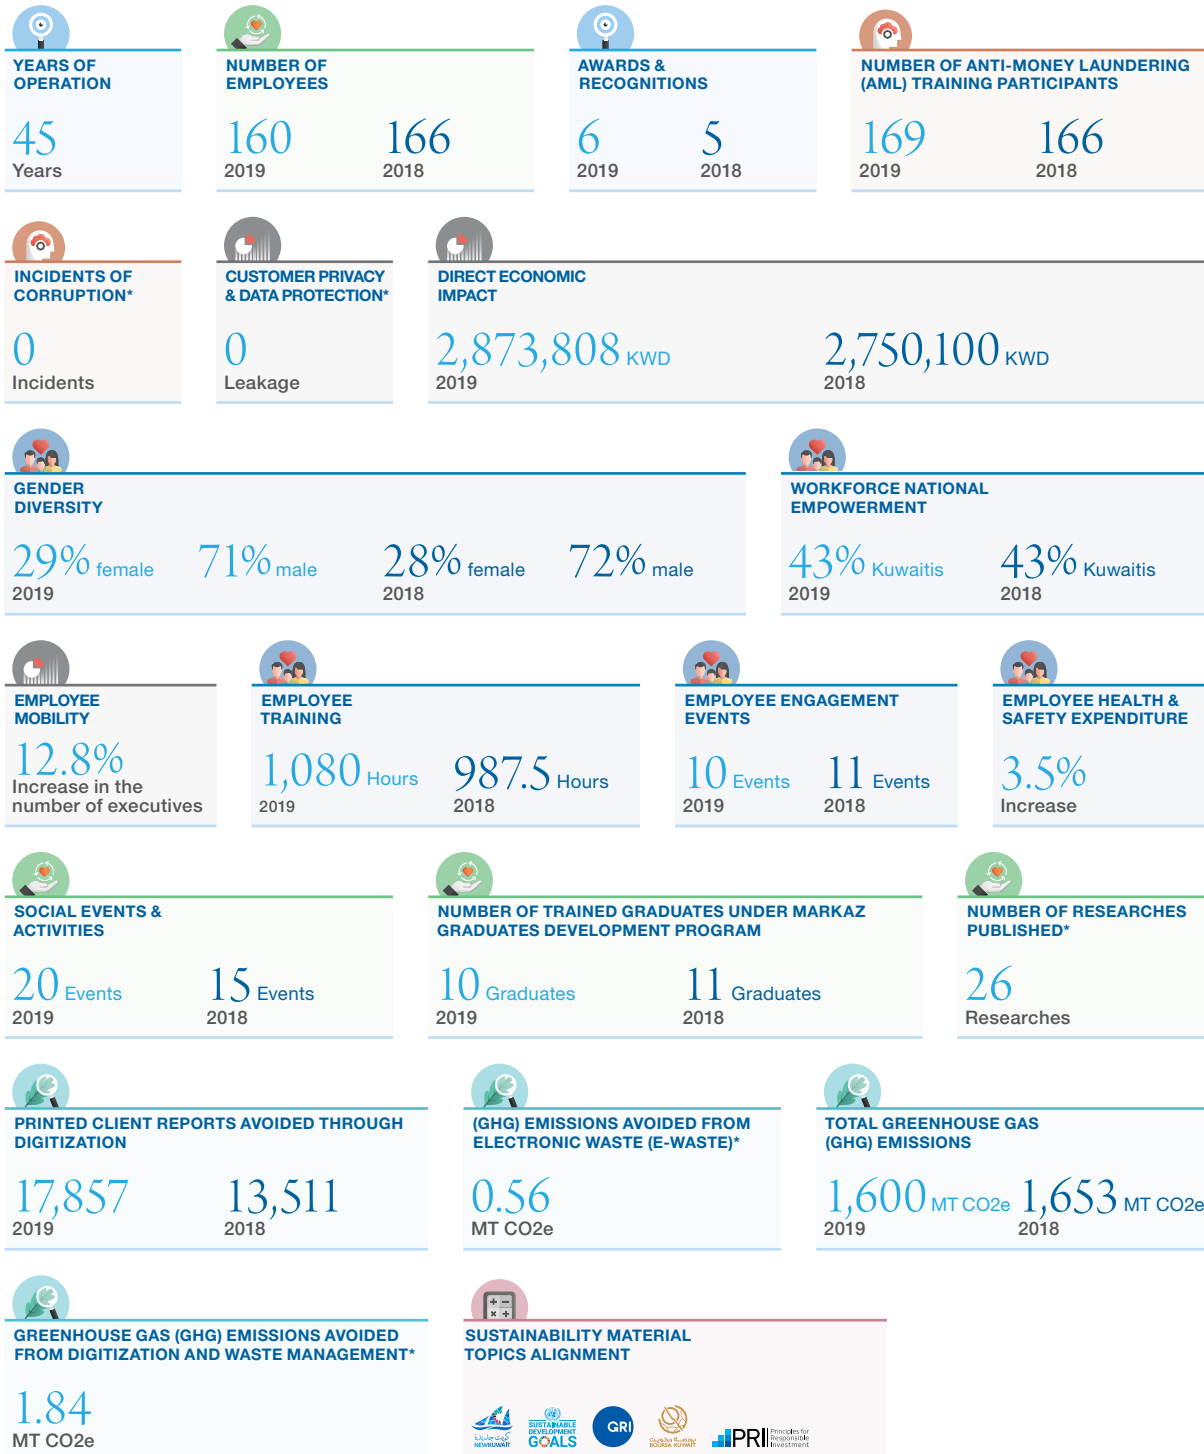 YEARS OF
OPERATION
45
Years
NUMBER OF
EMPLOYEES
160
2019
166
2018
AWARDS &
RECOGNITIONS
6
2019
5
2018
NUMBER OF ANTI-MONEY LAUNDERING
(AML) TRAINING PARTICIPANTS
169
2019
166
2018
INCIDENTS OF
CORRUPTION*
0
Incidents
CUSTOMER PRIVACY
& DATA PROTECTION*
0
Leakage
DIRECT ECONOMIC
IMPACT
2,873,808 KWD
2019
2,750,100 KWD
2018
GENDER
DIVERSITY
29% female 71% male
2019
28% female 72% male
2018
WORKFORCE NATIONAL
EMPOWERMENT
43% Kuwaitis
2019
43% Kuwaitis
2018
EMPLOYEE
MOBILITY
12.8%
Increase in the
number of executives
EMPLOYEE
TRAINING
1,080 Hours
2019
987.5 Hours
2018
EMPLOYEE ENGAGEMENT
EVENTS
10 Events
2019
11 Events
2018
EMPLOYEE HEALTH &
SAFETY EXPENDITURE
3.5%
Increase
SOCIAL EVENTS &
ACTIVITIES
20 Events
2019
15 Events
2018
NUMBER OF TRAINED GRADUATES UNDER MARKAZ
GRADUATES DEVELOPMENT PROGRAM
10 Graduates
2019
11 Graduates
2018
NUMBER OF RESEARCHES
PUBLISHED*
26
Researches
PRINTED CLIENT REPORTS AVOIDED THROUGH
DIGITIZATION
17,857
2019
13,511
2018
(GHG) EMISSIONS AVOIDED FROM
ELECTRONIC WASTE (E-WASTE)*
0.56
MT CO2e
TOTAL GREENHOUSE GAS
(GHG) EMISSIONS
1,600 MT CO2e
2019
1,653 MT CO2e
2018
GREENHOUSE GAS (GHG) EMISSIONS AVOIDED
FROM DIGITIZATION AND WASTE MANAGEMENT*
1.84
MT CO2e
SUSTAINABILITY MATERIAL
TOPICS ALIGNMENT
كويت جديدة
NEWKUWAIT
SUSTAINABLE
DEVELOPMENT
GOALS
GRI
بورصة الكويت
BOURSA KUWAIT
PRI Principles for
Responsible
Investment